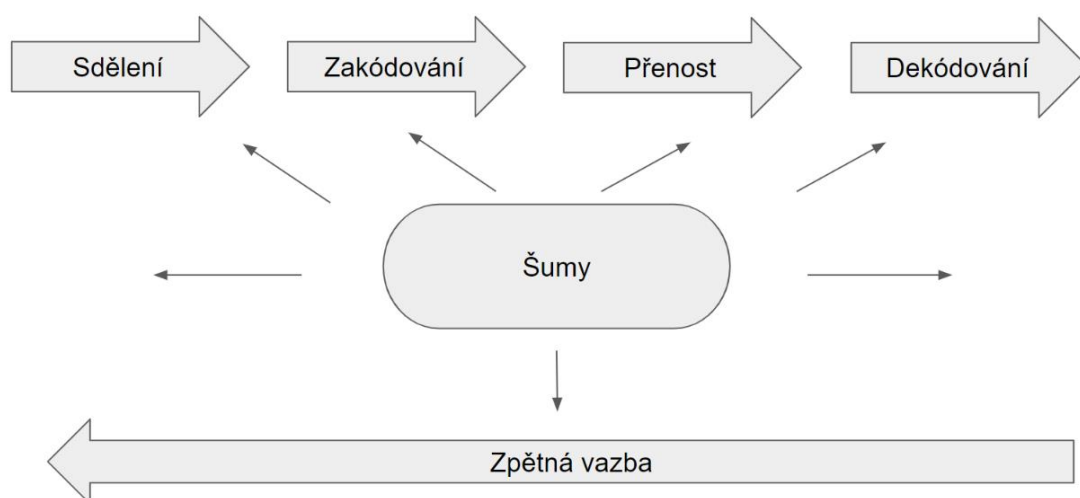 Sdělení
Zakódování
Přenost
Dekódování
Šumy
Zpětná vazba